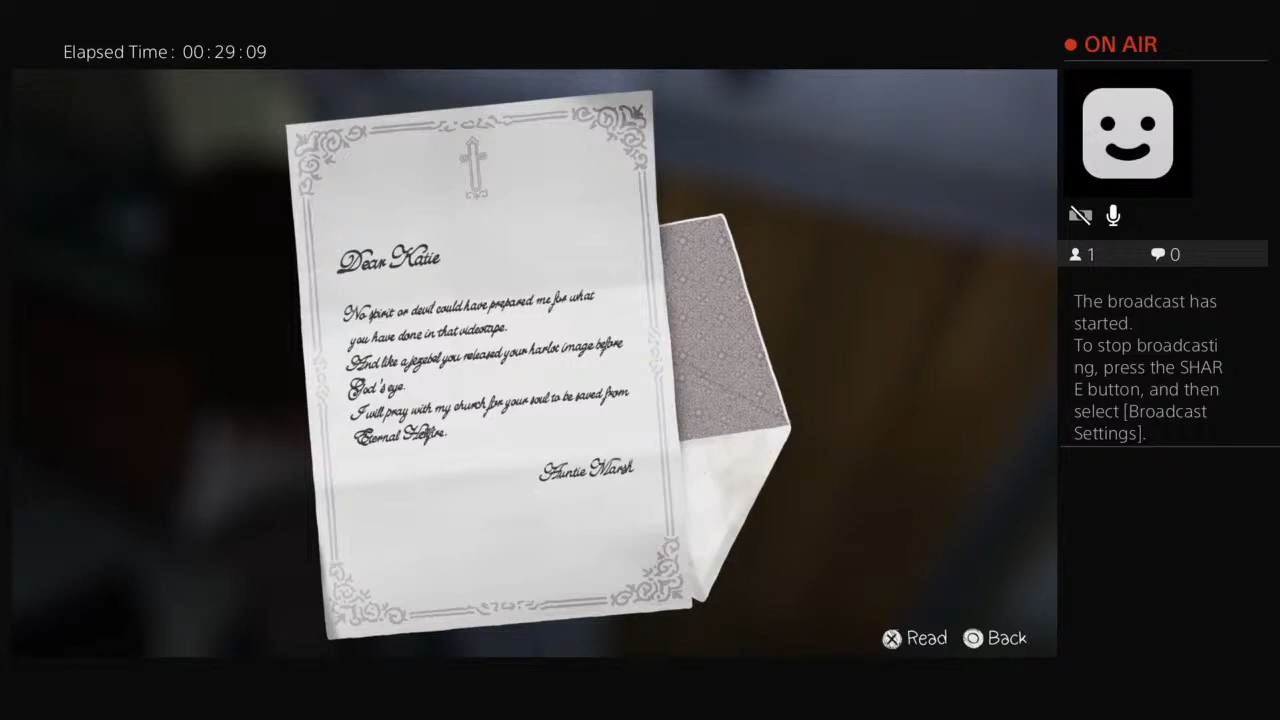 Elapsed Time: 00:29:09
ON AIR
Dear Katie
No spirit or devil could have prepared me for what
you have done in that videotape.
And like a jezebel you released your harlot image before
God's eye.
I will pray with my church for your soul to be saved from
Eternal Hellfire.
Auntie Marsh
Read
Back
1
0
The broadcast has
started.
To stop broadcasti
ng, press the SHAR
E button, and then
select [Broadcast
Settings].